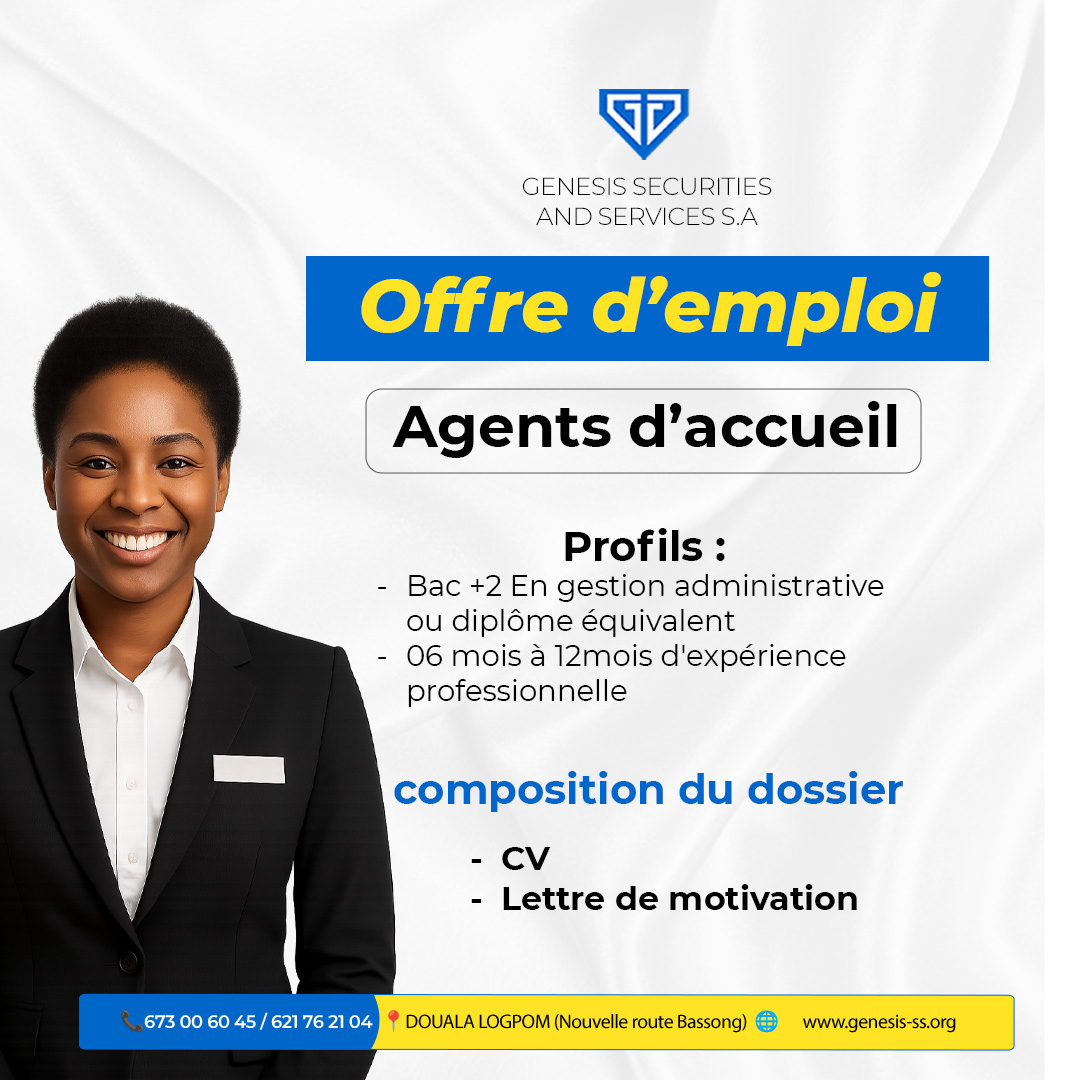 GENESIS SECURITIES
AND SERVICES S.A
Offre d'emploi
Agents d'accueil
Profils :
- Bac +2 En gestion administrative
ou diplôme équivalent
- 06 mois à 12mois d'expérience
professionnelle
composition du dossier
- CV
- Lettre de motivation
673 00 60 45 / 621 76 21 04 DOUALA LOGPOM (Nouvelle route Bassong) www.genesis-ss.org